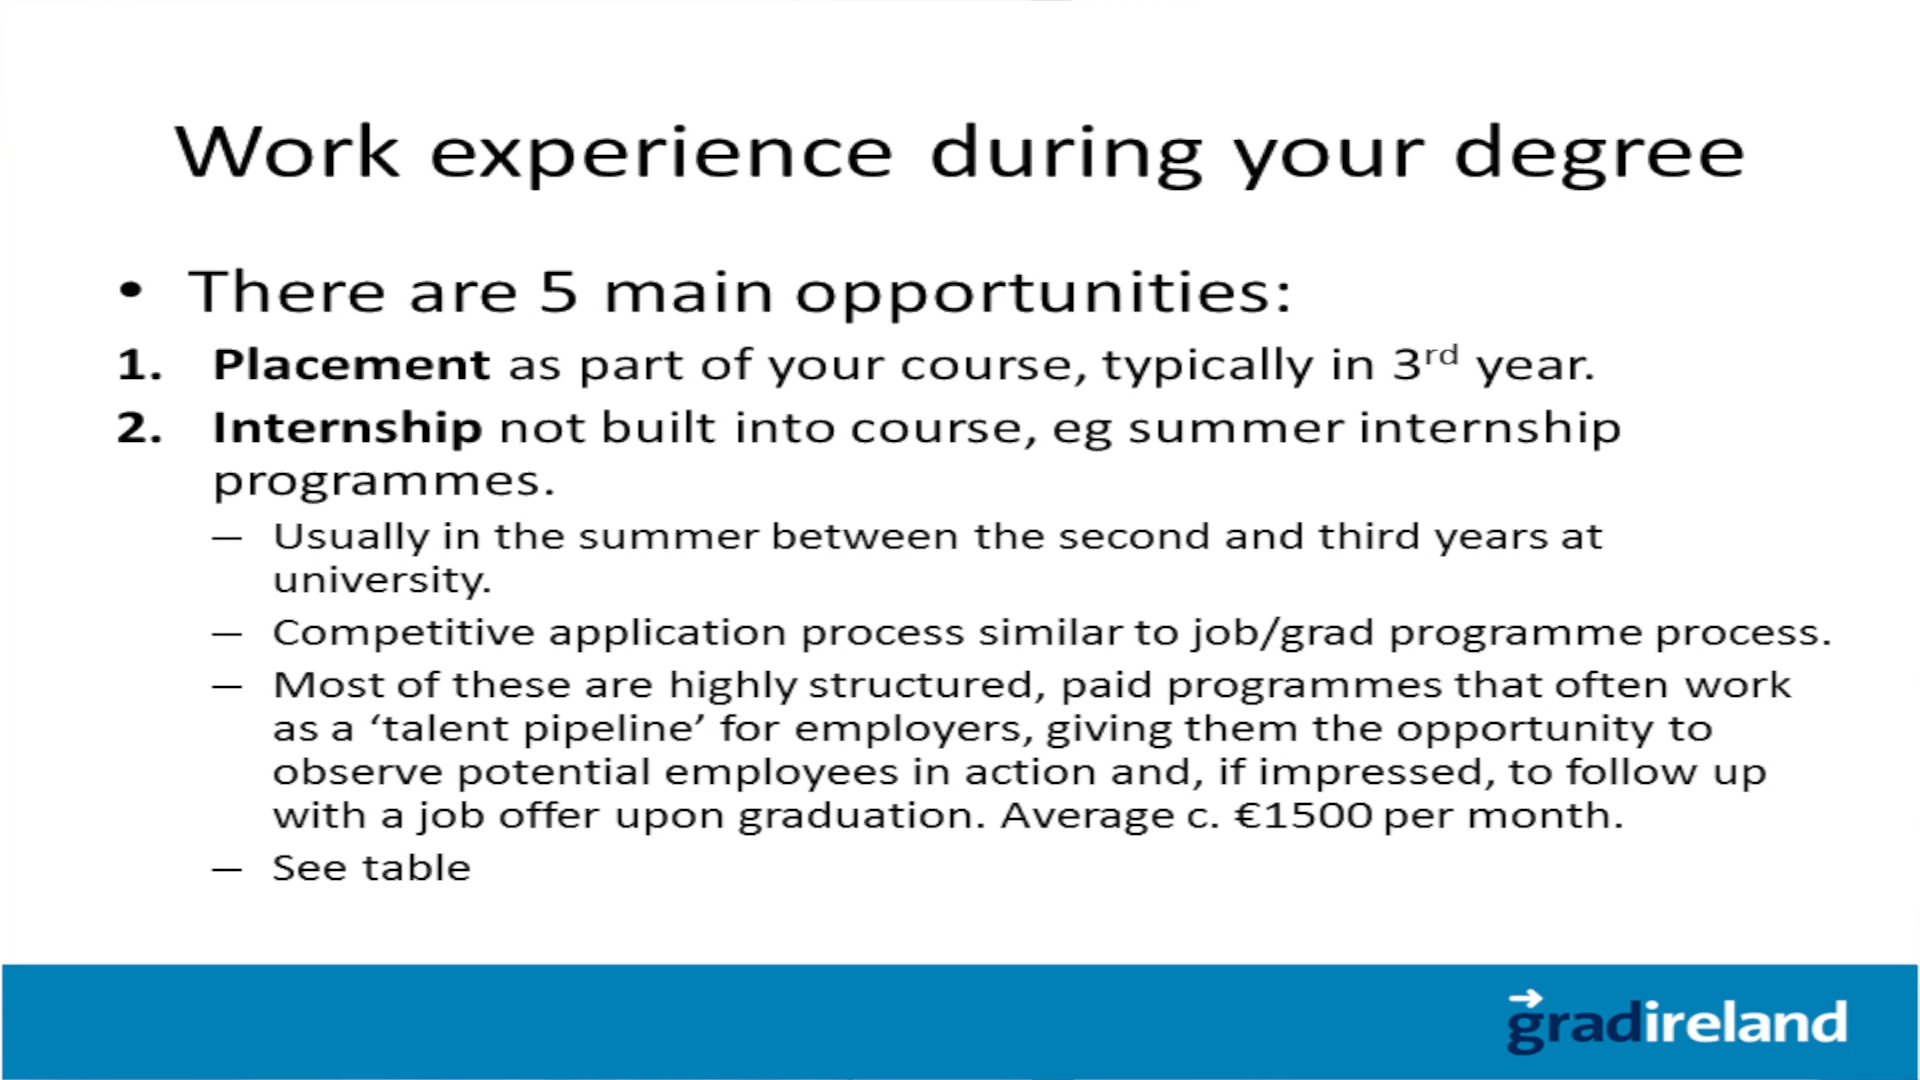 Work experience during your degree
• There are 5 main opportunities:
1. Placement as part of your course, typically in 3rd year.
2. Internship not built into course, eg summer internship
programmes.
– Usually in the summer between the second and third years at
university.
– Competitive application process similar to job/grad programme process.
– Most of these are highly structured, paid programmes that often work
as a ‘talent pipeline’ for employers, giving them the opportunity to
observe potential employees in action and, if impressed, to follow up
with a job offer upon graduation. Average c. €1500 per month.
– See table
gradireland